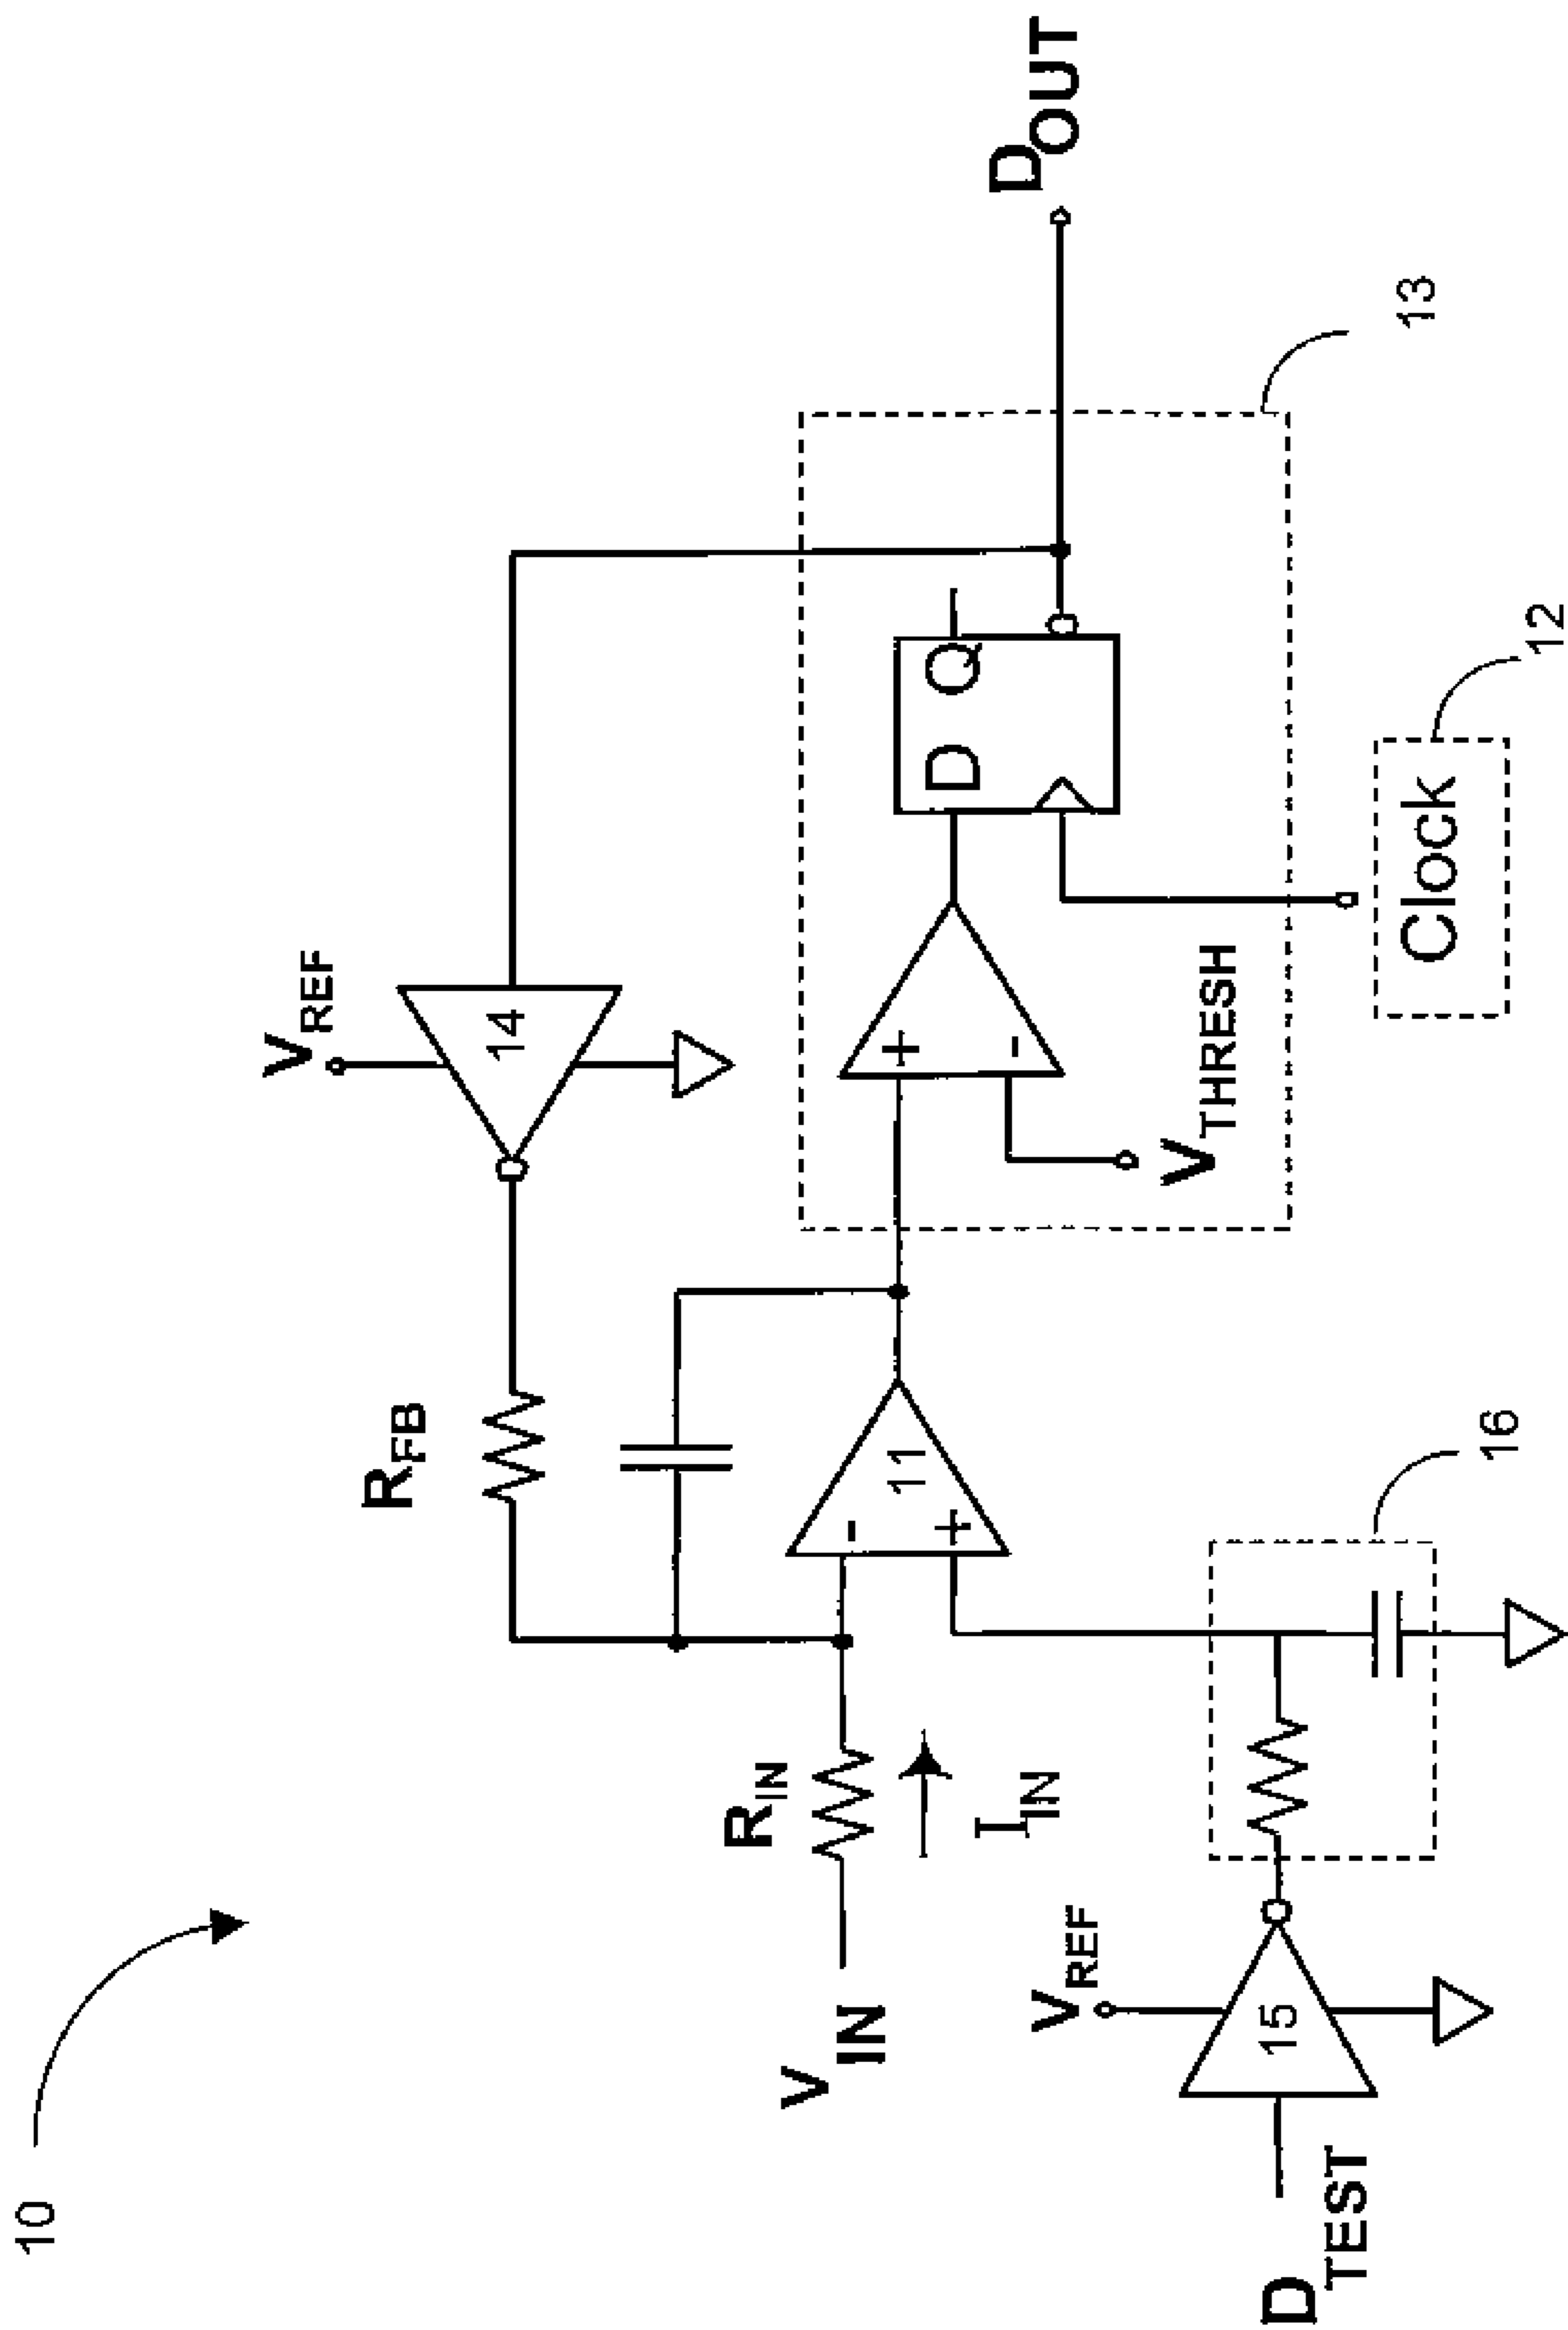 10
V_REF
14
R_FB
D_OUT
R_IN
V_IN
I_IN
-
+
11
+
-
D Q
V_THRESH
13
V_REF
15
D_TEST
16
Clock
12